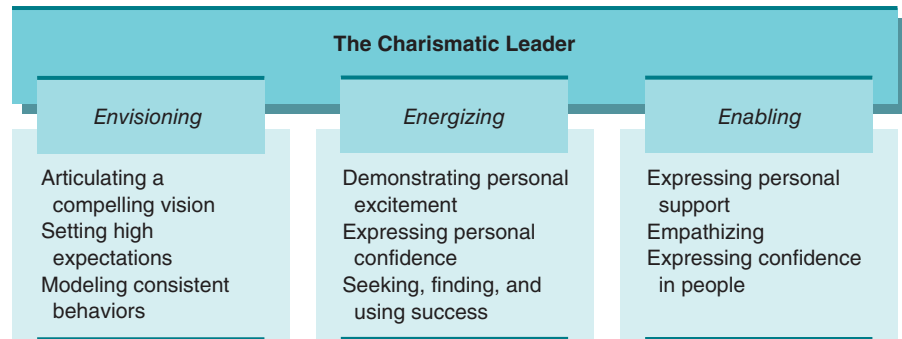 The Charismatic Leader
Envisioning
Articulating a
compelling vision
Setting high
expectations
Modeling consistent
behaviors
Energizing
Demonstrating personal
excitement
Expressing personal
confidence
Seeking, finding, and
using success
Enabling
Expressing personal
support
Empathizing
Expressing confidence
in people